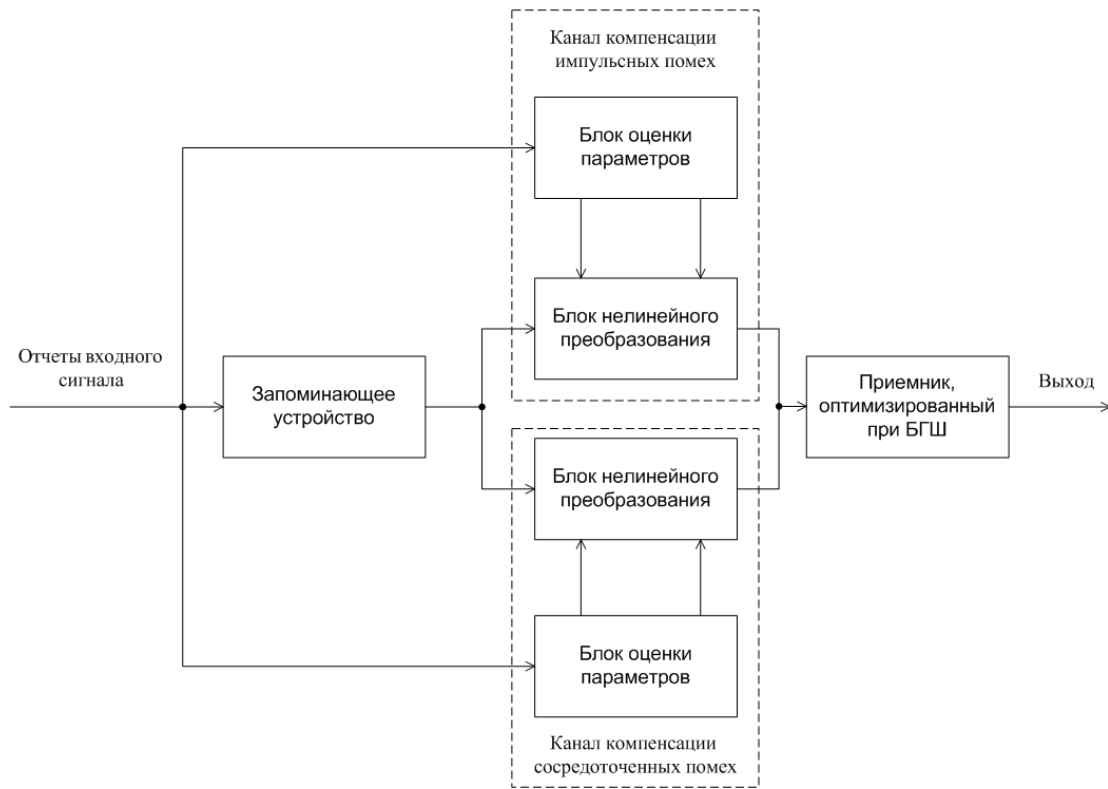 Канал компенсации
импульсных помех
Блок оценки
параметров
Блок нелинейного
преобразования
Отчеты входного
сигнала
Запоминающее
устройство
Приемник,
оптимизированный
при БГШ
Выход
Блок нелинейного
преобразования
Блок оценки
параметров
Канал компенсации
сосредоточенных помех